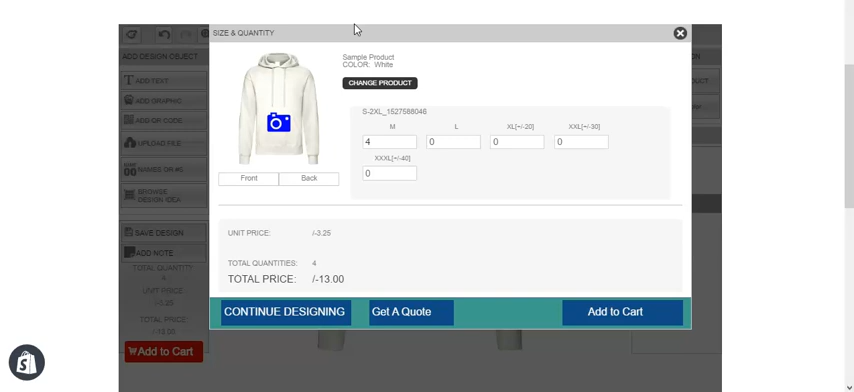 SIZE & QUANTITY
Sample Product
COLOR: White
CHANGE PRODUCT
S-2XL_1527588046
M L XL[+/-20] XXL[+/-30]
4 0 0 0
XXXL[+/-40]
0
Front Back
UNIT PRICE: /-3.25
TOTAL QUANTITIES: 4
TOTAL PRICE: /-13.00
CONTINUE DESIGNING Get A Quote Add to Cart
ADD DESIGN OBJECT
ADD TEXT
ADD GRAPHIC
ADD QR CODE
UPLOAD FILE
NAMES OR #S
BROWSE
DESIGN IDEA
SAVE DESIGN
ADD NOTE
TOTAL QUANTITY
4
UNIT PRICE
/-3.25
TOTAL PRICE
/-13.00
Add to Cart